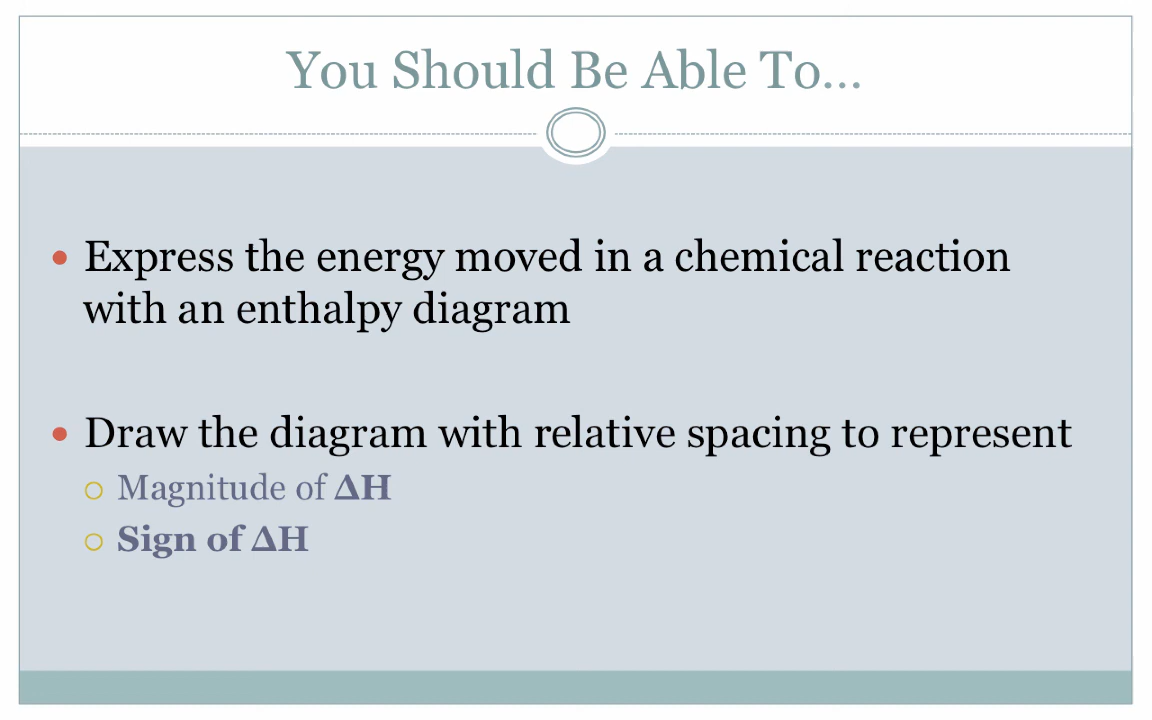 You Should Be Able To...
Express the energy moved in a chemical reaction
with an enthalpy diagram
Draw the diagram with relative spacing to represent
Magnitude of ΔH
Sign of ΔH